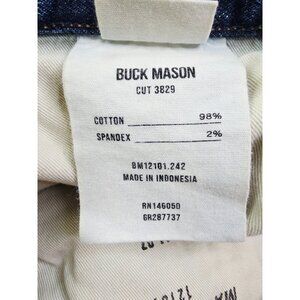 BUCK MASON
CUT 3829
COTTON 98%
SPANDEX 2%
BM12101.242
MADE IN INDONESIA
RN146050
GR287737